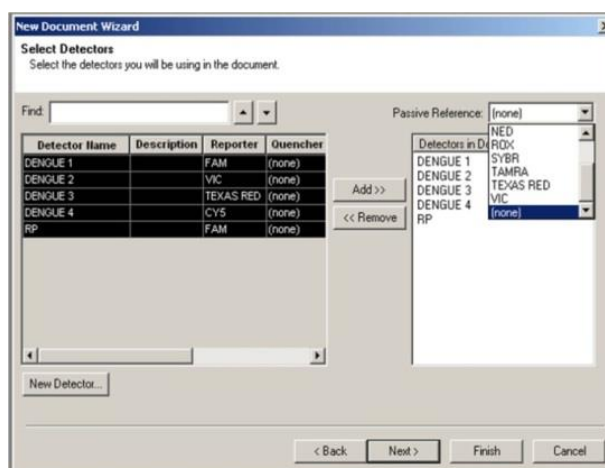 New Document Wizard
Select Detectors
Select the detectors you will be using in the document.
Find:
Passive Reference: (none)
NED
ROX
SYBR
TAMRA
TEXAS RED
VIC
(none)
Detector Name Description Reporter Quencher
DENGUE 1 FAM (none)
DENGUE 2 VIC (none)
DENGUE 3 TEXAS RED (none)
DENGUE 4 CY5 (none)
RP FAM (none)
Add >>
<< Remove
Detectors in
DENGUE 1
DENGUE 2
DENGUE 3
DENGUE 4
RP
New Detector...
< Back Next > Finish Cancel